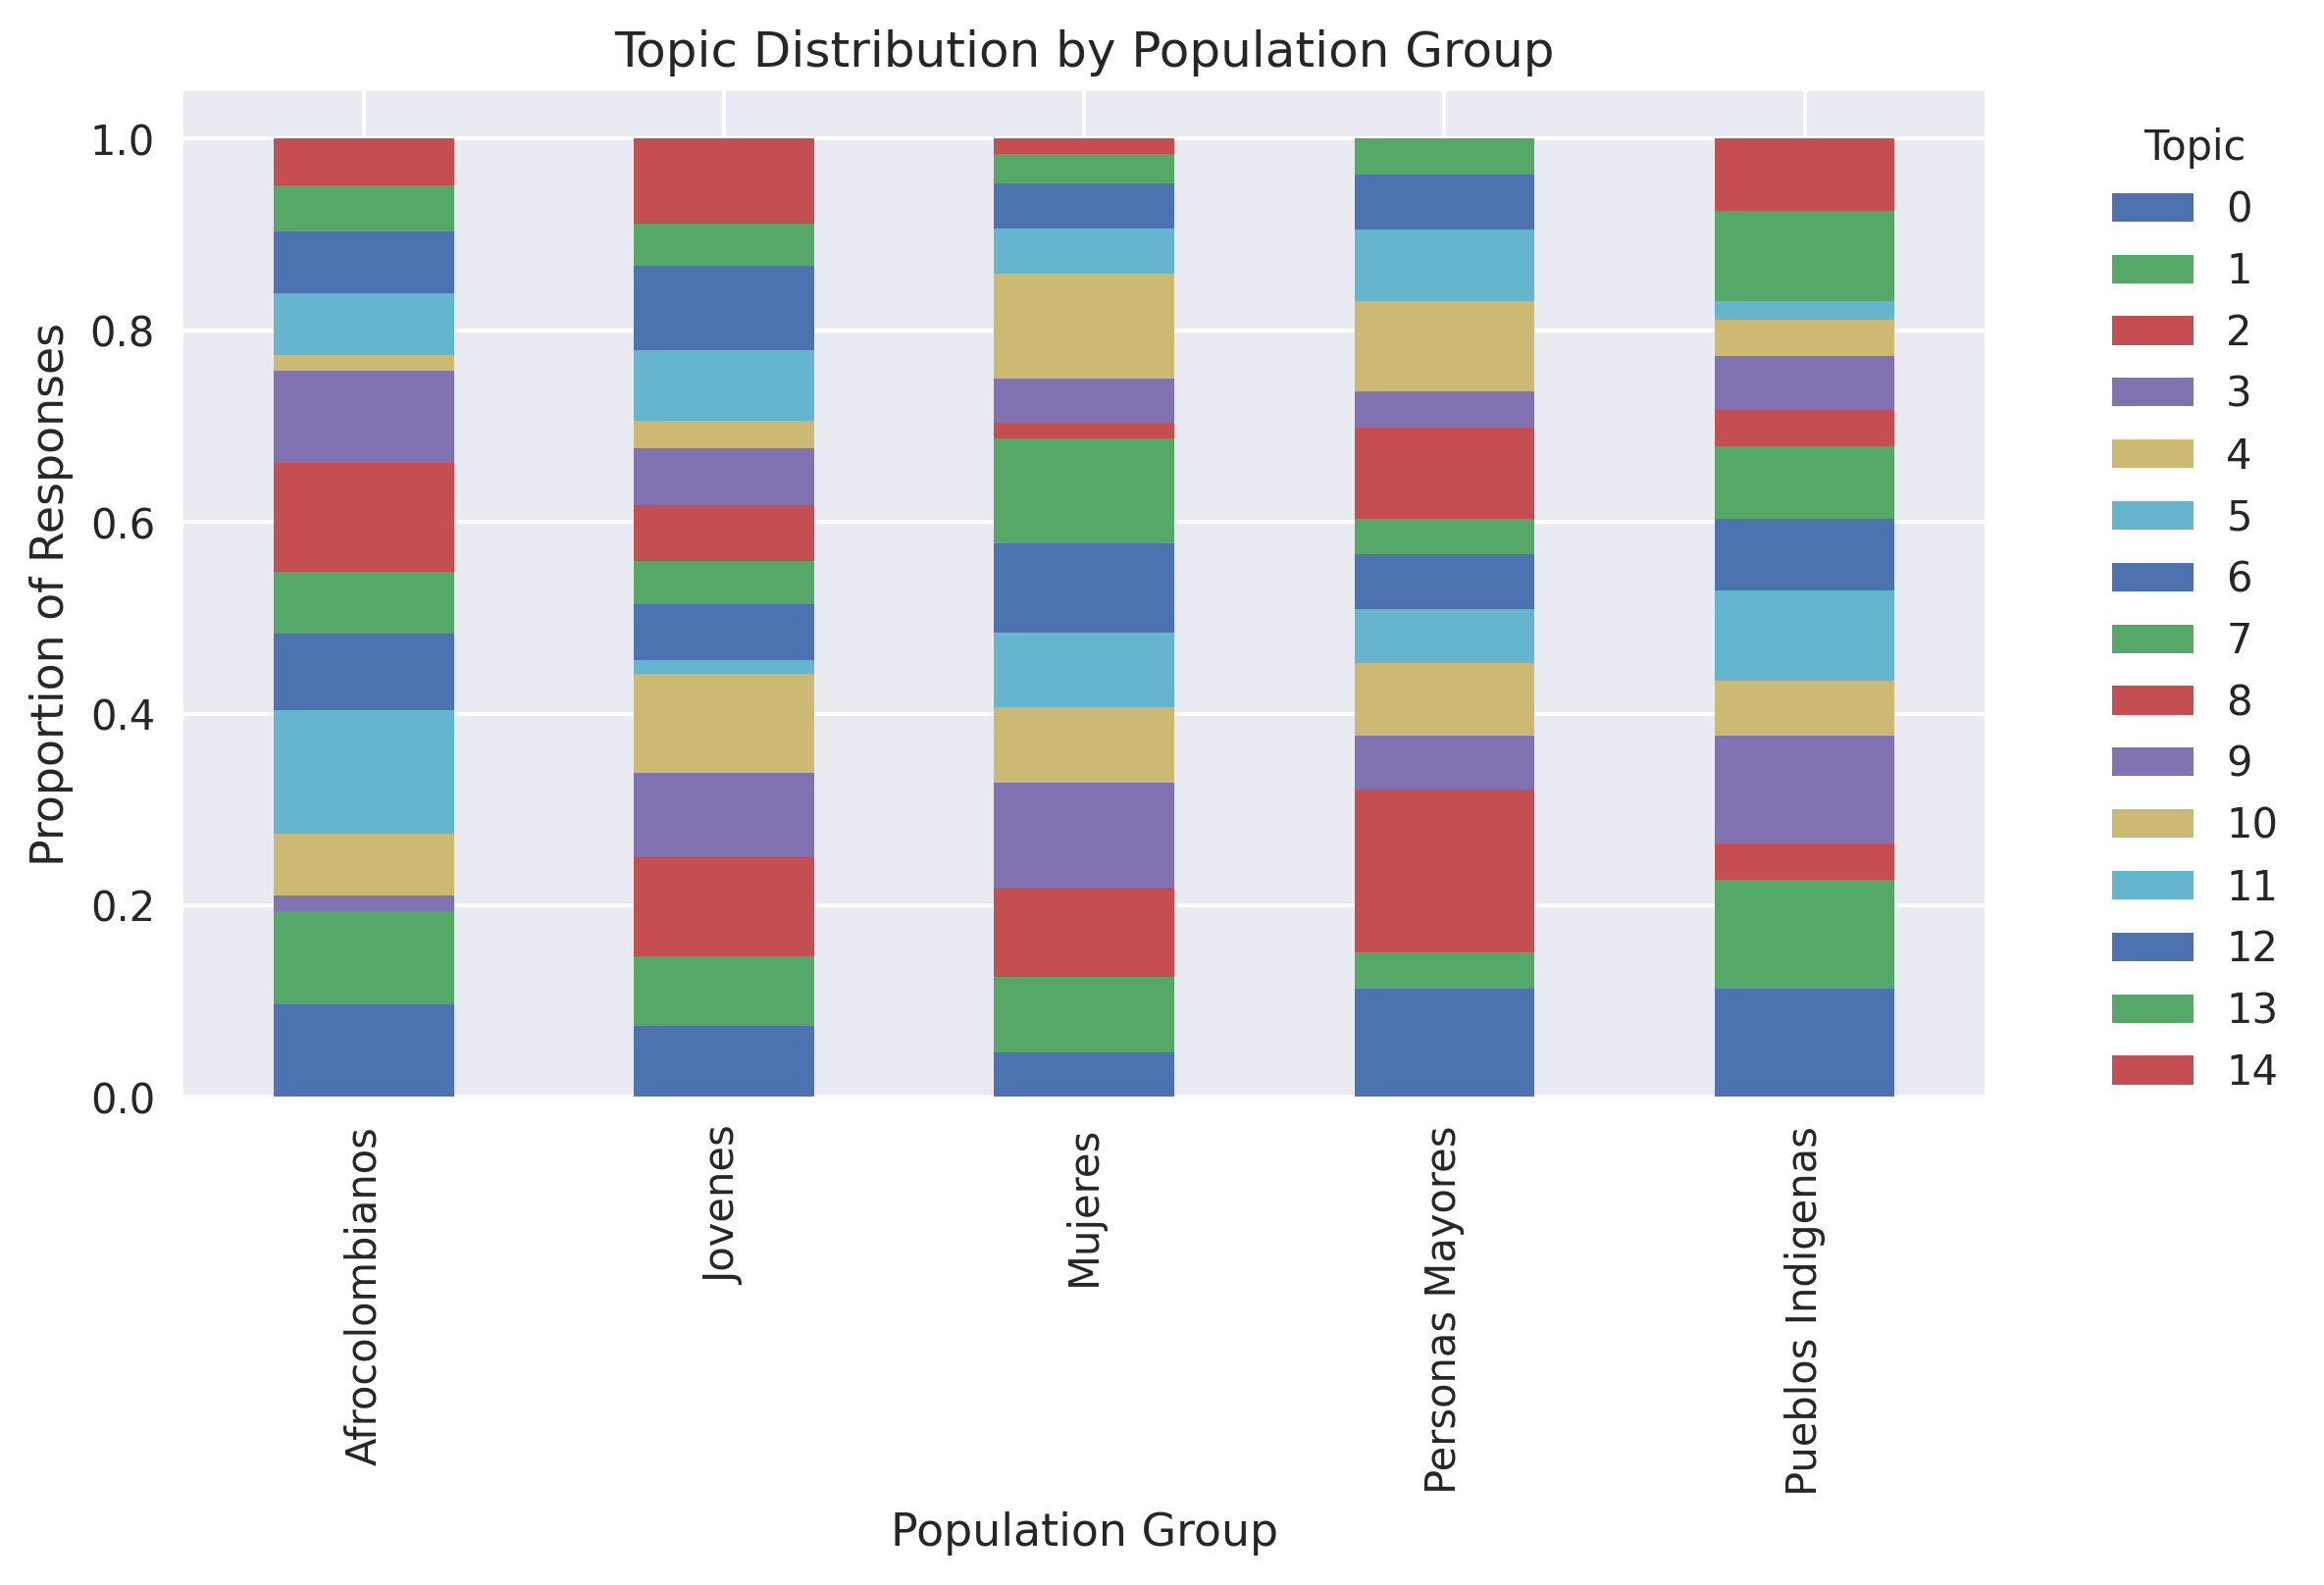 Topic Distribution by Population Group
Proportion of Responses
1.0
0.8
0.6
0.4
0.2
0.0
Afrocolombianos
Jovenes
Mujeres
Personas Mayores
Pueblos Indigenas
Population Group
Topic
0
1
2
3
4
5
6
7
8
9
10
11
12
13
14